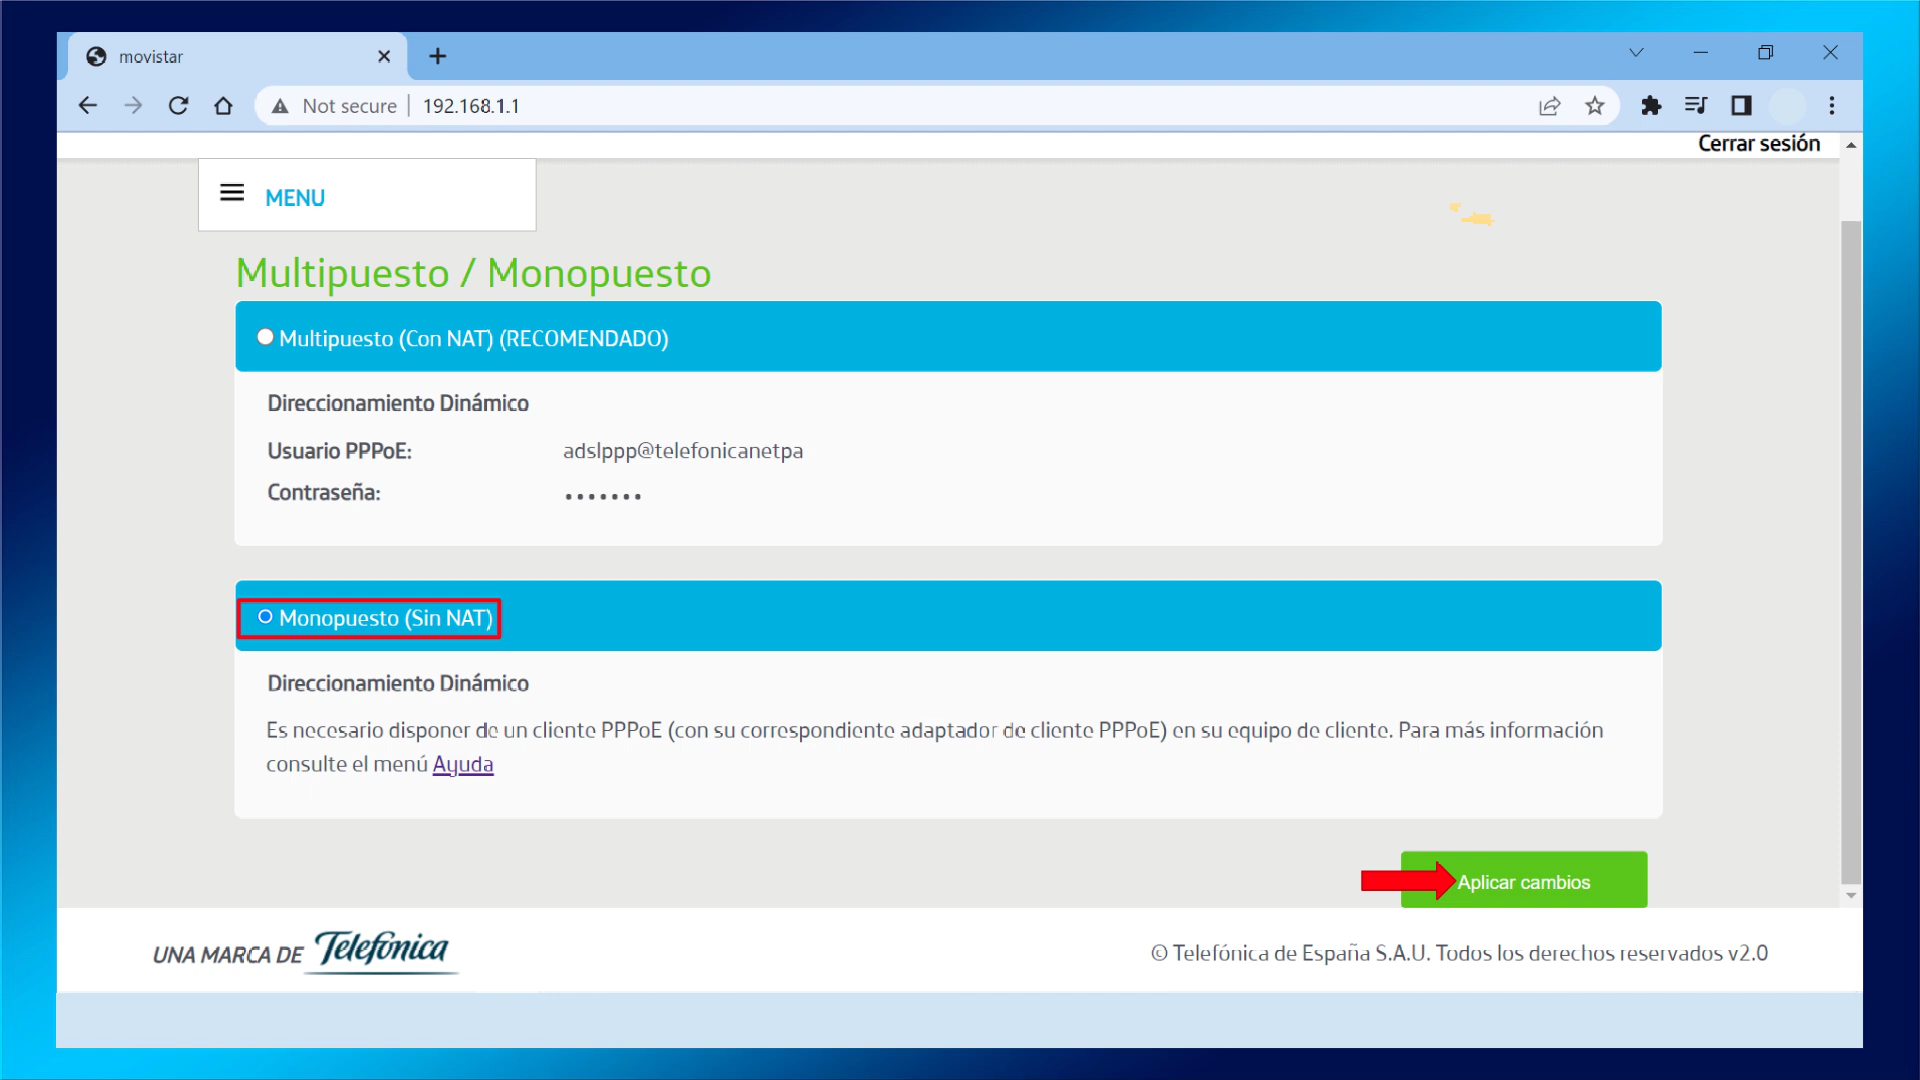 movistar
Not secure
192.168.1.1
Cerrar sesión
MENU
Multipuesto / Monopuesto
Multipuesto (Con NAT) (RECOMENDADO)
Direccionamiento Dinámico
Usuario PPPoE:
adslppp@telefonicanetpa
Contraseña:
•••••••
Monopuesto (Sin NAT)
Direccionamiento Dinámico
Es necesario disponer de un cliente PPPoE (con su correspondiente adaptador de cliente PPPoE) en su equipo de cliente. Para más información
consulte el menú Ayuda
Aplicar cambios
UNA MARCA DE Telefónica
© Telefónica de España S.A.U. Todos los derechos reservados v2.0